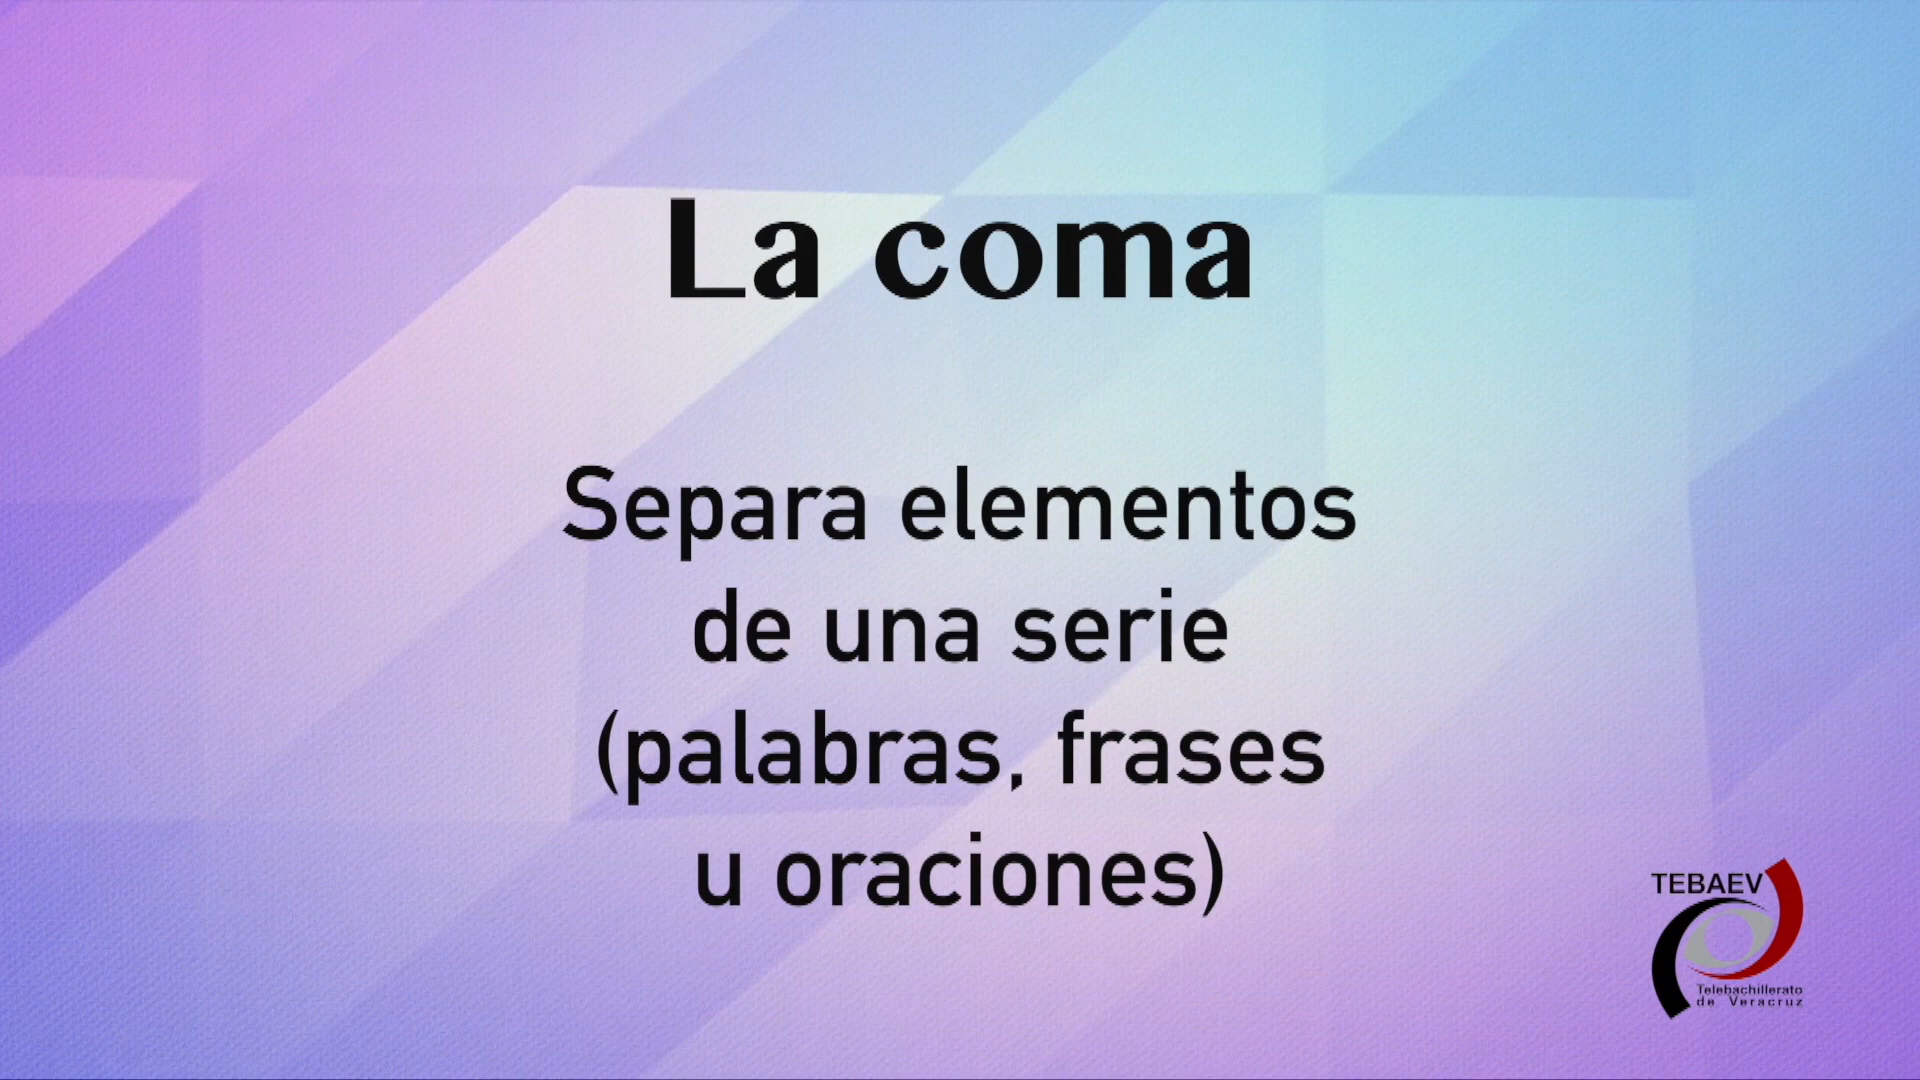 La coma
Separa elementos
de una serie
(palabras, frases
u oraciones)
TEBAEV
Telebachillerato
de Veracruz